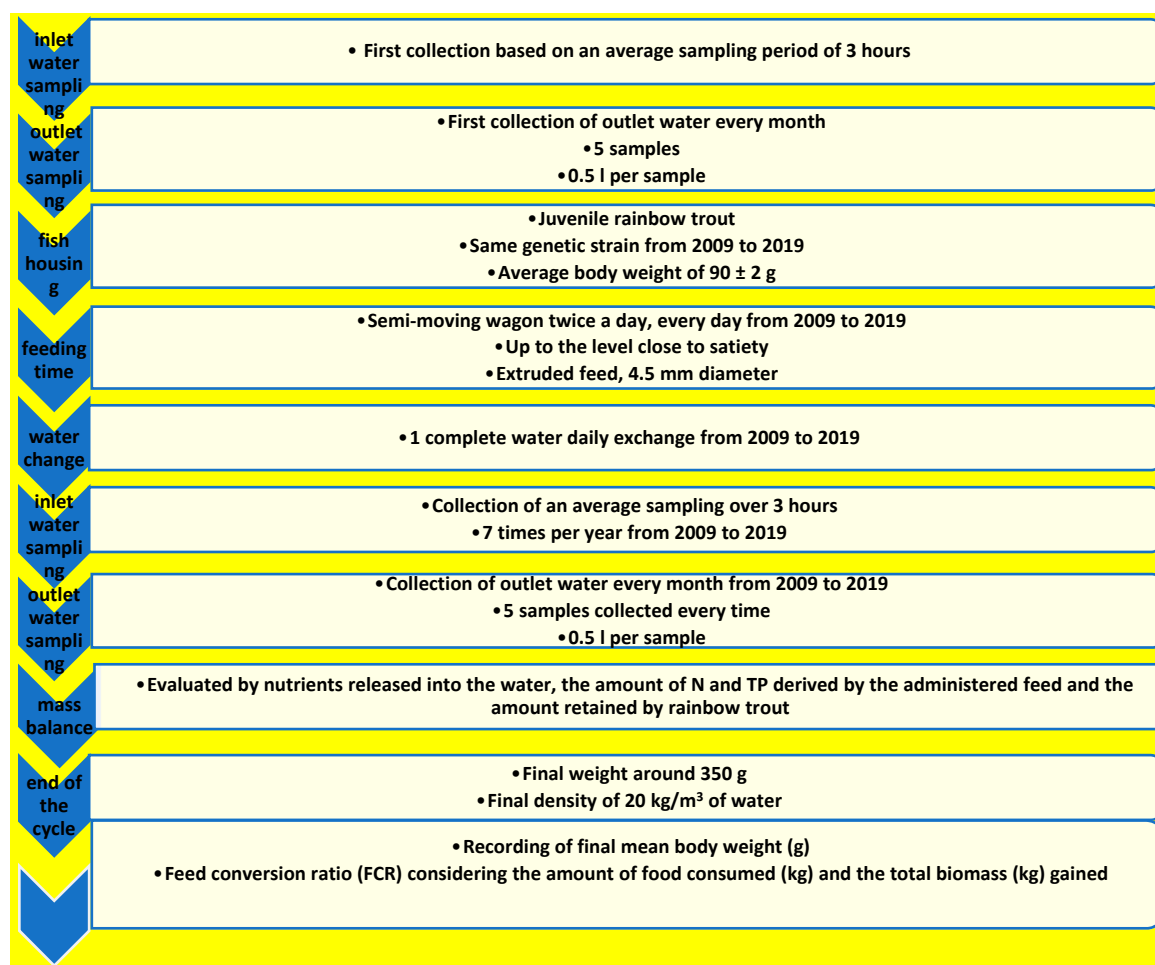 inlet
water
sampli
ng
• First collection based on an average sampling period of 3 hours
outlet
water
sampli
ng
•First collection of outlet water every month
•5 samples
•0.5 l per sample
fish
housin
g
•Juvenile rainbow trout
•Same genetic strain from 2009 to 2019
•Average body weight of 90 ± 2 g
feeding
time
•Semi-moving wagon twice a day, every day from 2009 to 2019
•Up to the level close to satiety
•Extruded feed, 4.5 mm diameter
water
change
•1 complete water daily exchange from 2009 to 2019
inlet
water
sampli
ng
•Collection of an average sampling over 3 hours
•7 times per year from 2009 to 2019
outlet
water
sampli
ng
•Collection of outlet water every month from 2009 to 2019
•5 samples collected every time
•0.5 l per sample
mass
balance
•Evaluated by nutrients released into the water, the amount of N and TP derived by the administered feed and the
amount retained by rainbow trout
end of
the
cycle
•Final weight around 350 g
•Final density of 20 kg/m³ of water
•Recording of final mean body weight (g)
•Feed conversion ratio (FCR) considering the amount of food consumed (kg) and the total biomass (kg) gained